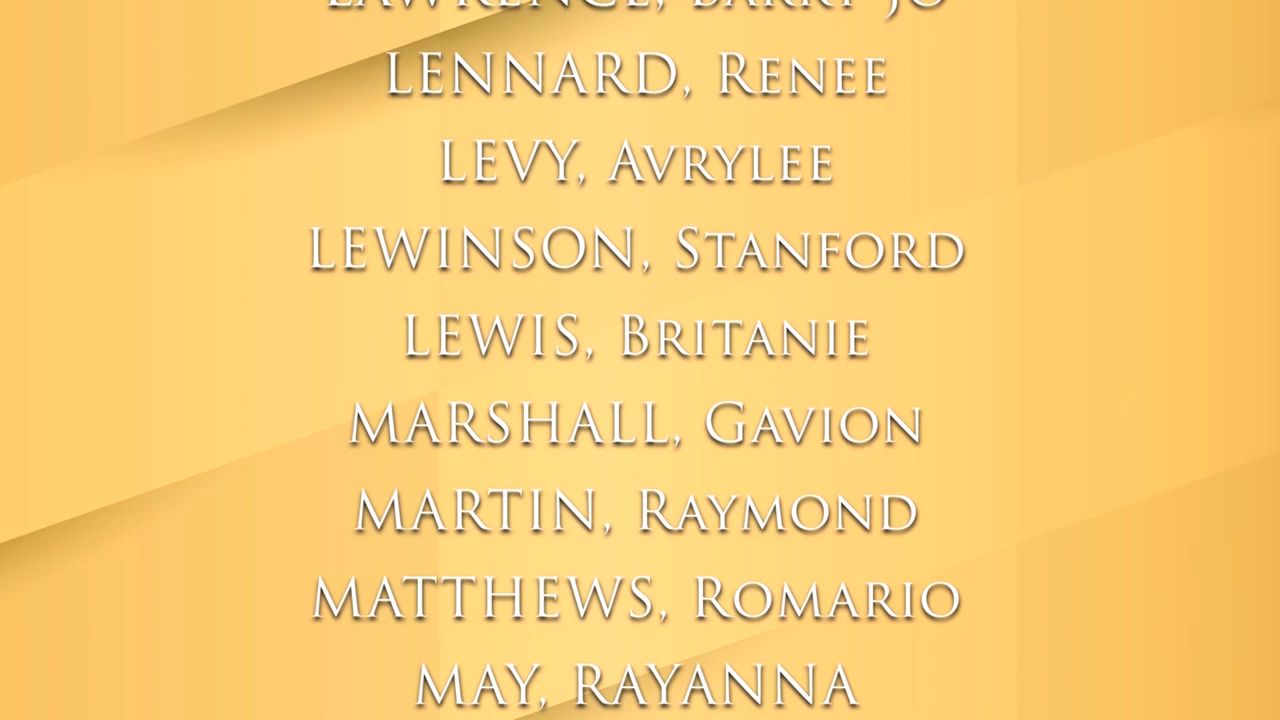 LAWRENCE, BARRY-JO
LENNARD, RENEE
LEVY, AVRYLEE
LEWINSON, STANFORD
LEWIS, BRITANIE
MARSHALL, GAVION
MARTIN, RAYMOND
MATTHEWS, ROMARIO
MAY, RAYANNA